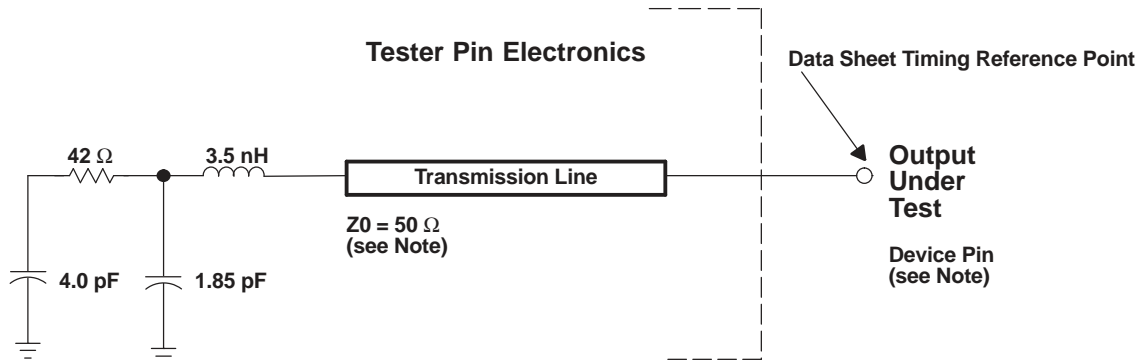 Tester Pin Electronics
Data Sheet Timing Reference Point
42 Ω
3.5 nH
Transmission Line
Output
Under
Test
Z0 = 50 Ω
(see Note)
Device Pin
(see Note)
4.0 pF
1.85 pF